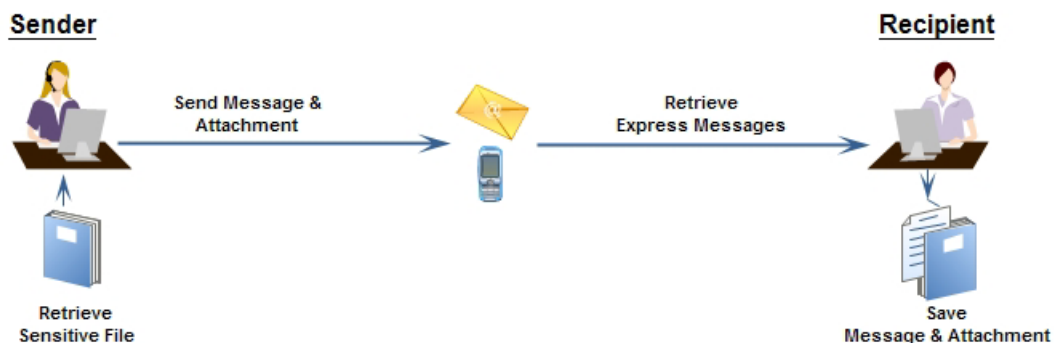 Sender
Recipient
Send Message &
Attachment
@
Retrieve
Express Messages
Retrieve
Sensitive File
Save
Message & Attachment